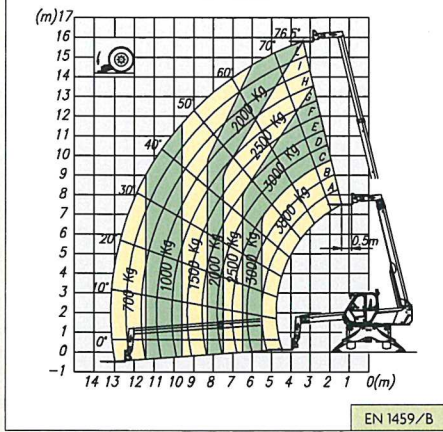 (m)17
16
15
14
13
12
11
10
9
8
7
6
5
4
3
2
1
0
-1
14 13 12 11 10 9 8 7 6 5 4 3 2 1 0(m)
76.5°
70°
60°
50°
40°
30°
20°
10°
0°
I
H
G
F
E
D
C
B
A
2000 Kg
2500 Kg
3000 Kg
3500 Kg
700 Kg
1000 Kg
1500 Kg
2000 Kg
2500 Kg
3000 Kg
0,5m
EN 1459/B